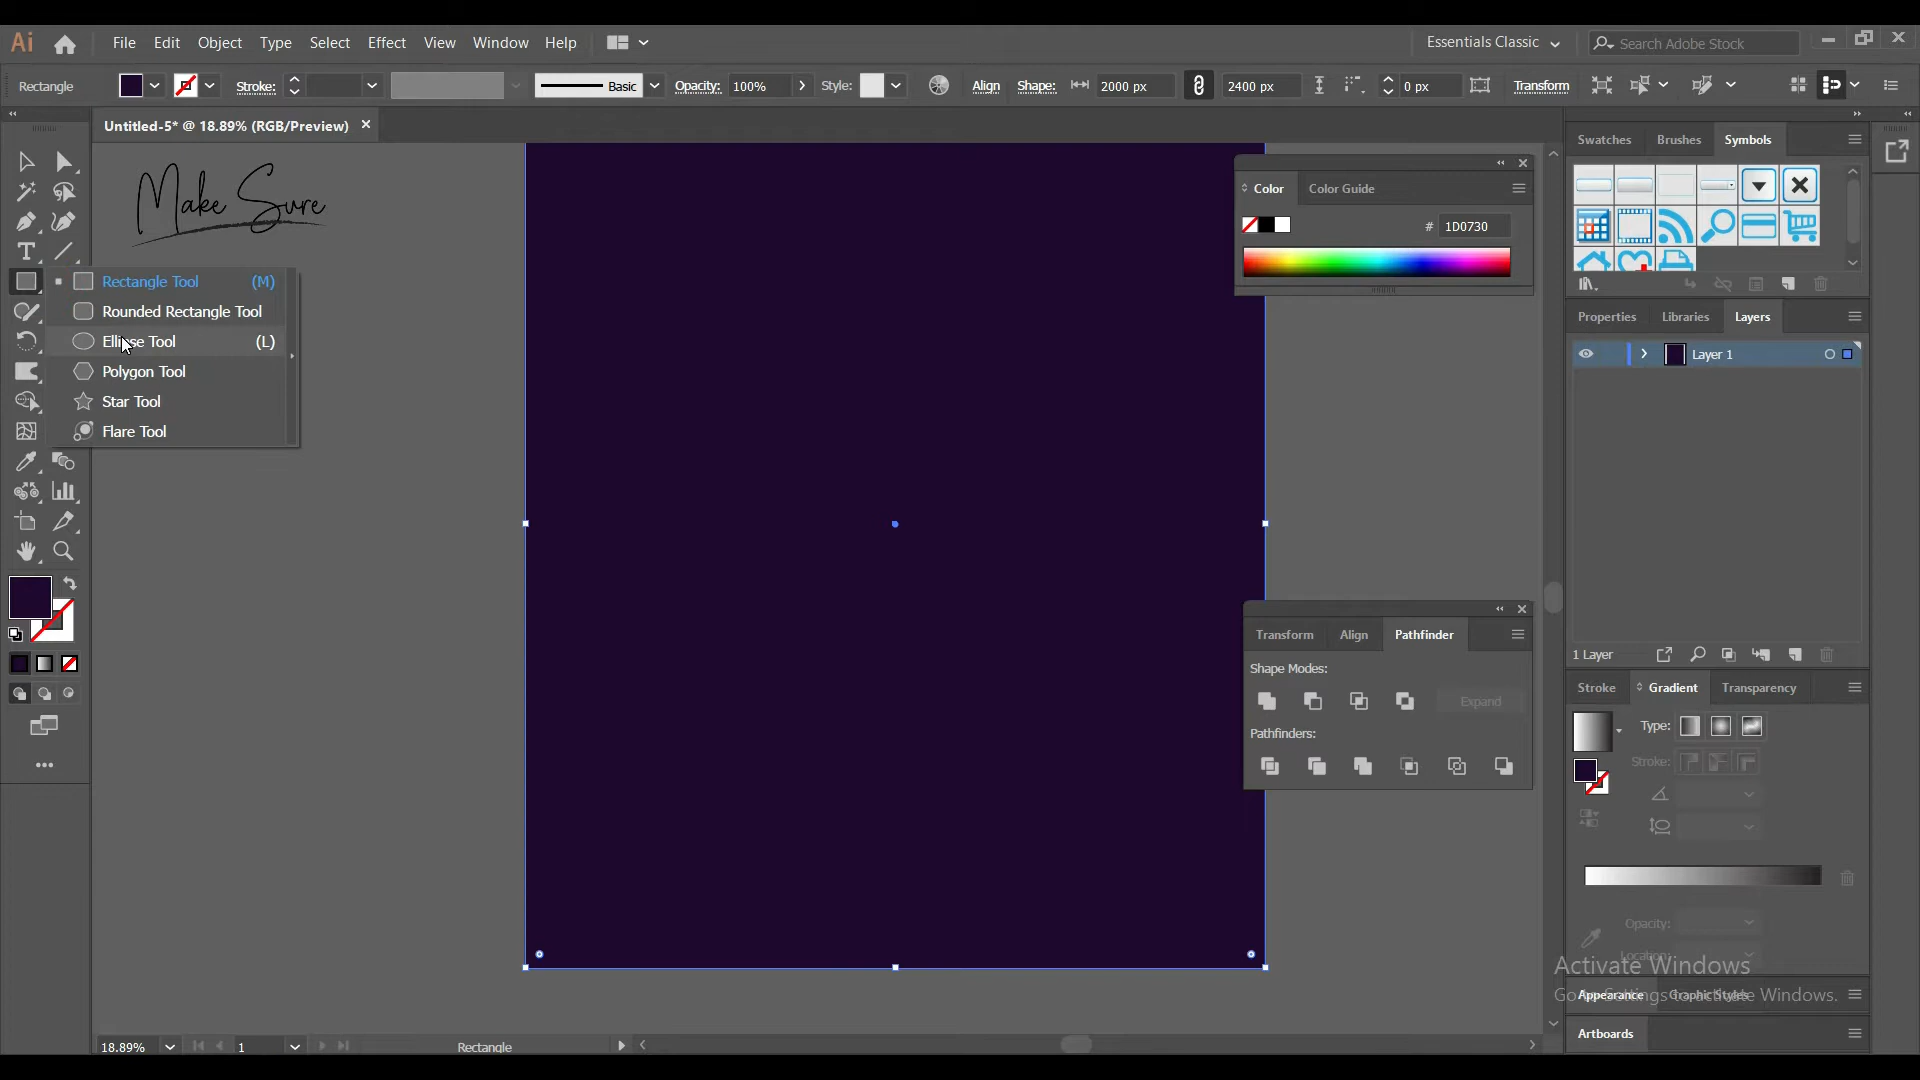 Ai File Edit Object Type Select Effect View Window Help Essentials Classic Search Adobe Stock
Rectangle Stroke: Basic Opacity: 100% Style: Align Shape: 2000 px 2400 px 0 px Transform
Untitled-5* @ 18.89% (RGB/Preview)
Make Sure
Rectangle Tool (M)
Rounded Rectangle Tool
Ellipse Tool (L)
Polygon Tool
Star Tool
Flare Tool
Color Color Guide
# 1D0730
Transform Align Pathfinder
Shape Modes:
Expand
Pathfinders:
Swatches Brushes Symbols
Properties Libraries Layers
Layer 1
1 Layer
Stroke Gradient Transparency
Type:
Stroke:
Opacity:
Location:
Activate Windows
Go to Settings to activate Windows.
Appearance Graphic Styles
Artboards
18.89% 1 Rectangle